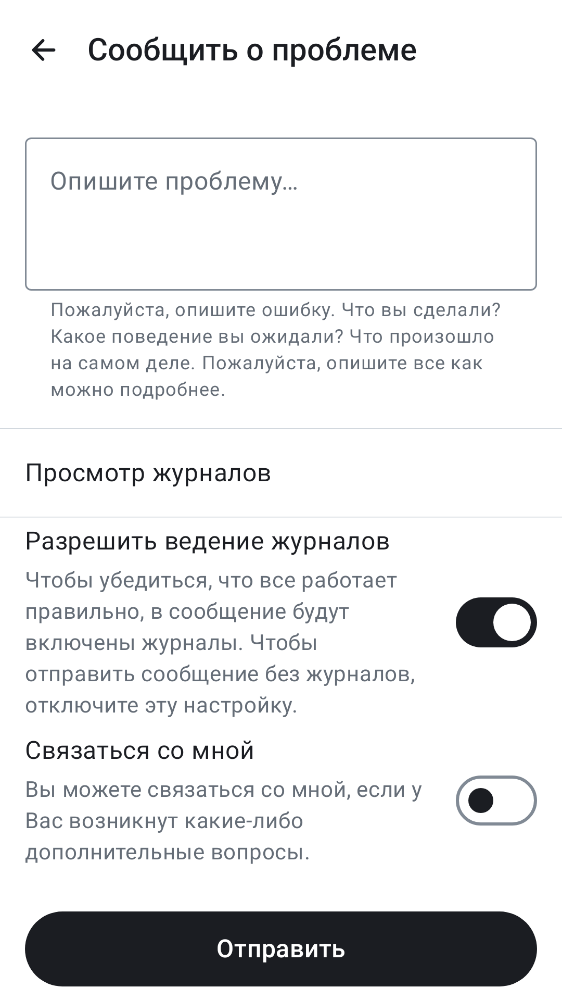 Сообщить о проблеме
Опишите проблему...
Пожалуйста, опишите ошибку. Что вы сделали?
Какое поведение вы ожидали? Что произошло
на самом деле. Пожалуйста, опишите все как
можно подробнее.
Просмотр журналов
Разрешить ведение журналов
Чтобы убедиться, что все работает
правильно, в сообщение будут
включены журналы. Чтобы
отправить сообщение без журналов,
отключите эту настройку.
Связаться со мной
Вы можете связаться со мной, если у
Вас возникнут какие-либо
дополнительные вопросы.
Отправить